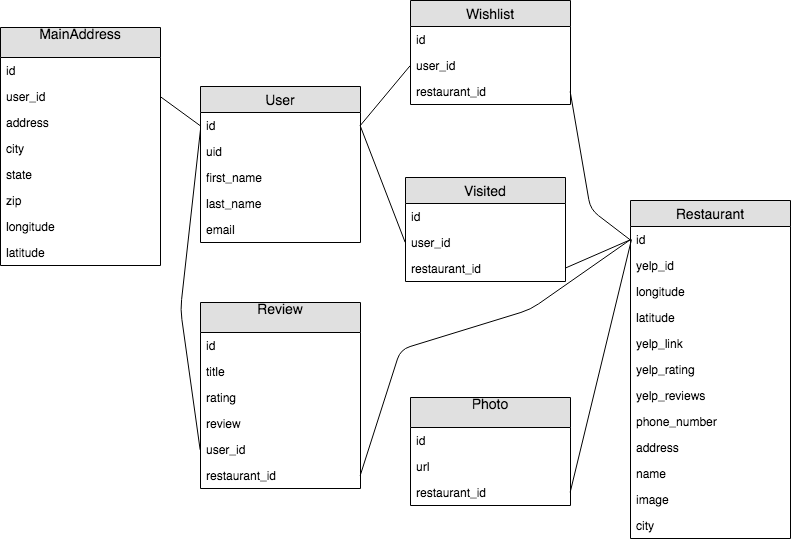 MainAddress
id
user_id
address
city
state
zip
longitude
latitude
User
id
uid
first_name
last_name
email
Review
id
title
rating
review
user_id
restaurant_id
Wishlist
id
user_id
restaurant_id
Visited
id
user_id
restaurant_id
Photo
id
url
restaurant_id
Restaurant
id
yelp_id
longitude
latitude
yelp_link
yelp_rating
yelp_reviews
phone_number
address
name
image
city